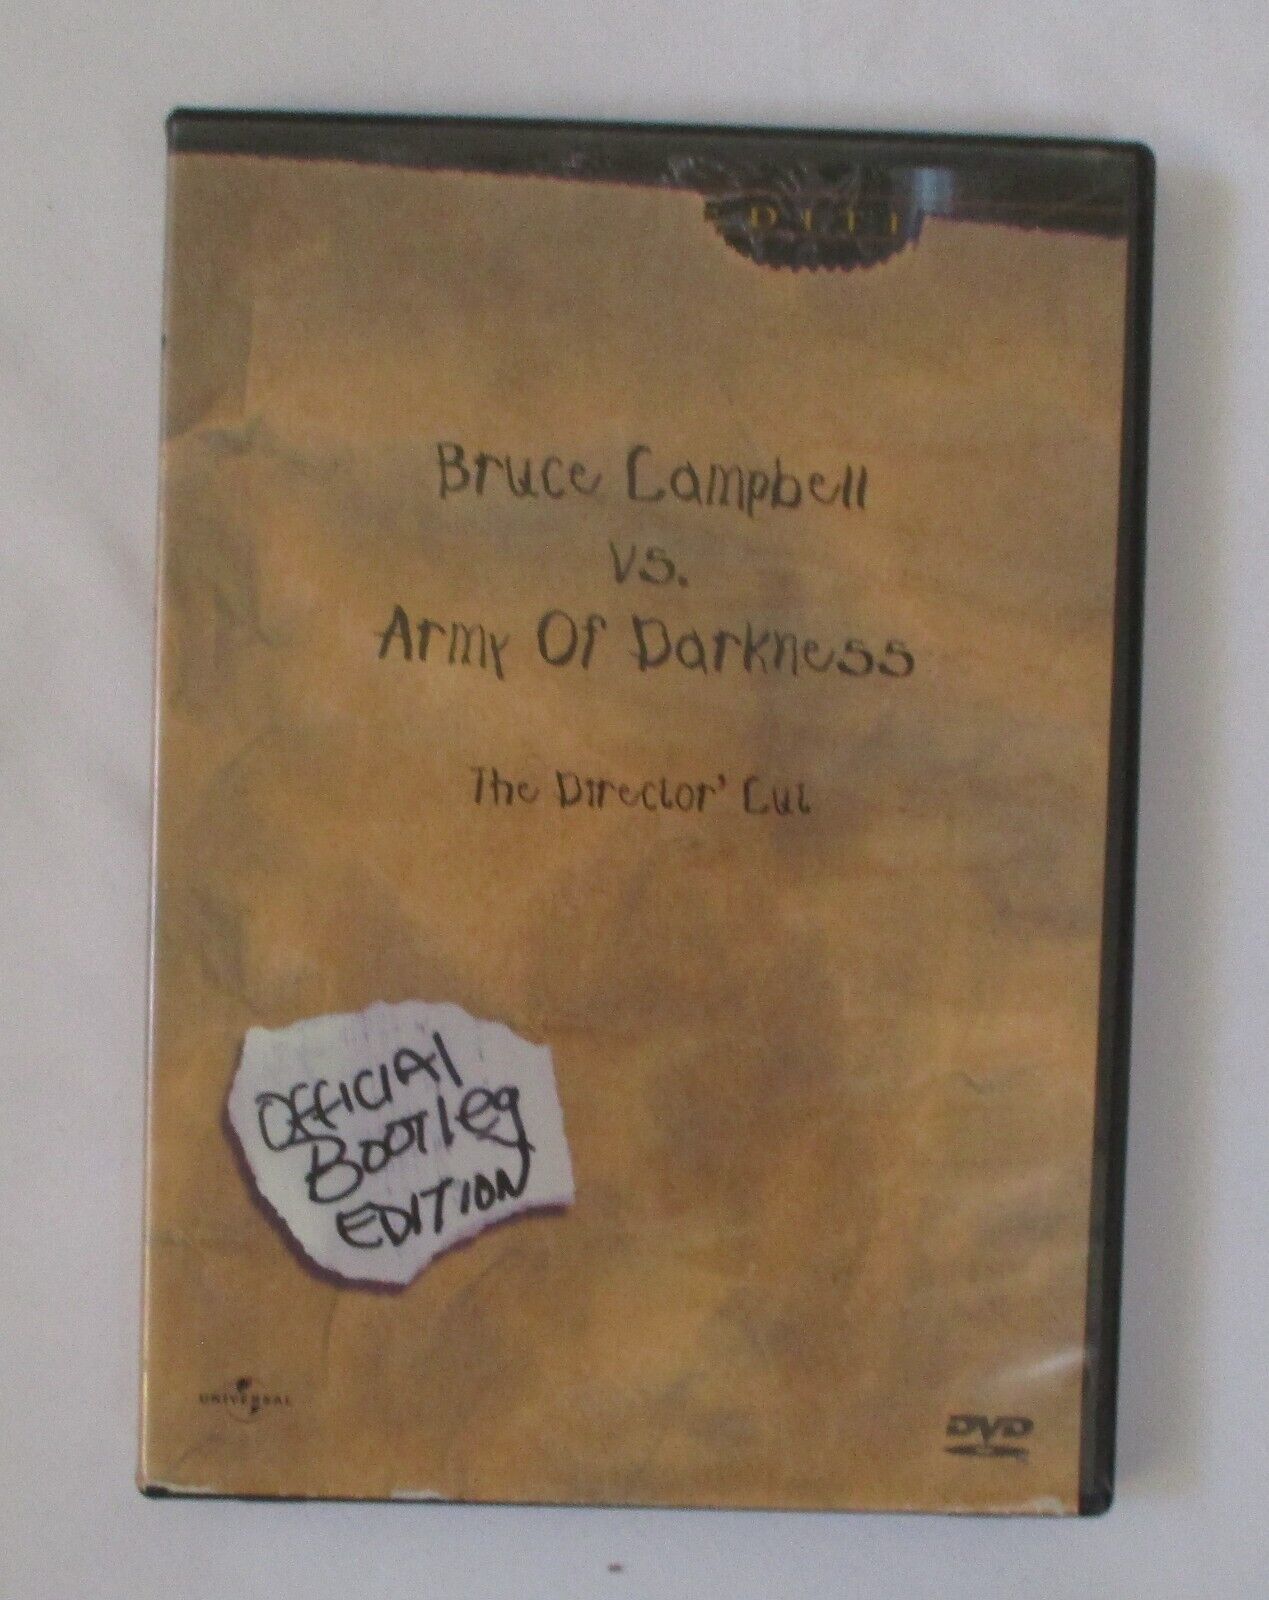 Bruce Campbell
vs.
Army Of Darkness
The Director' Cut
OFFICIAL
BOOTLEG
EDITION
UNIVERSAL
DVD